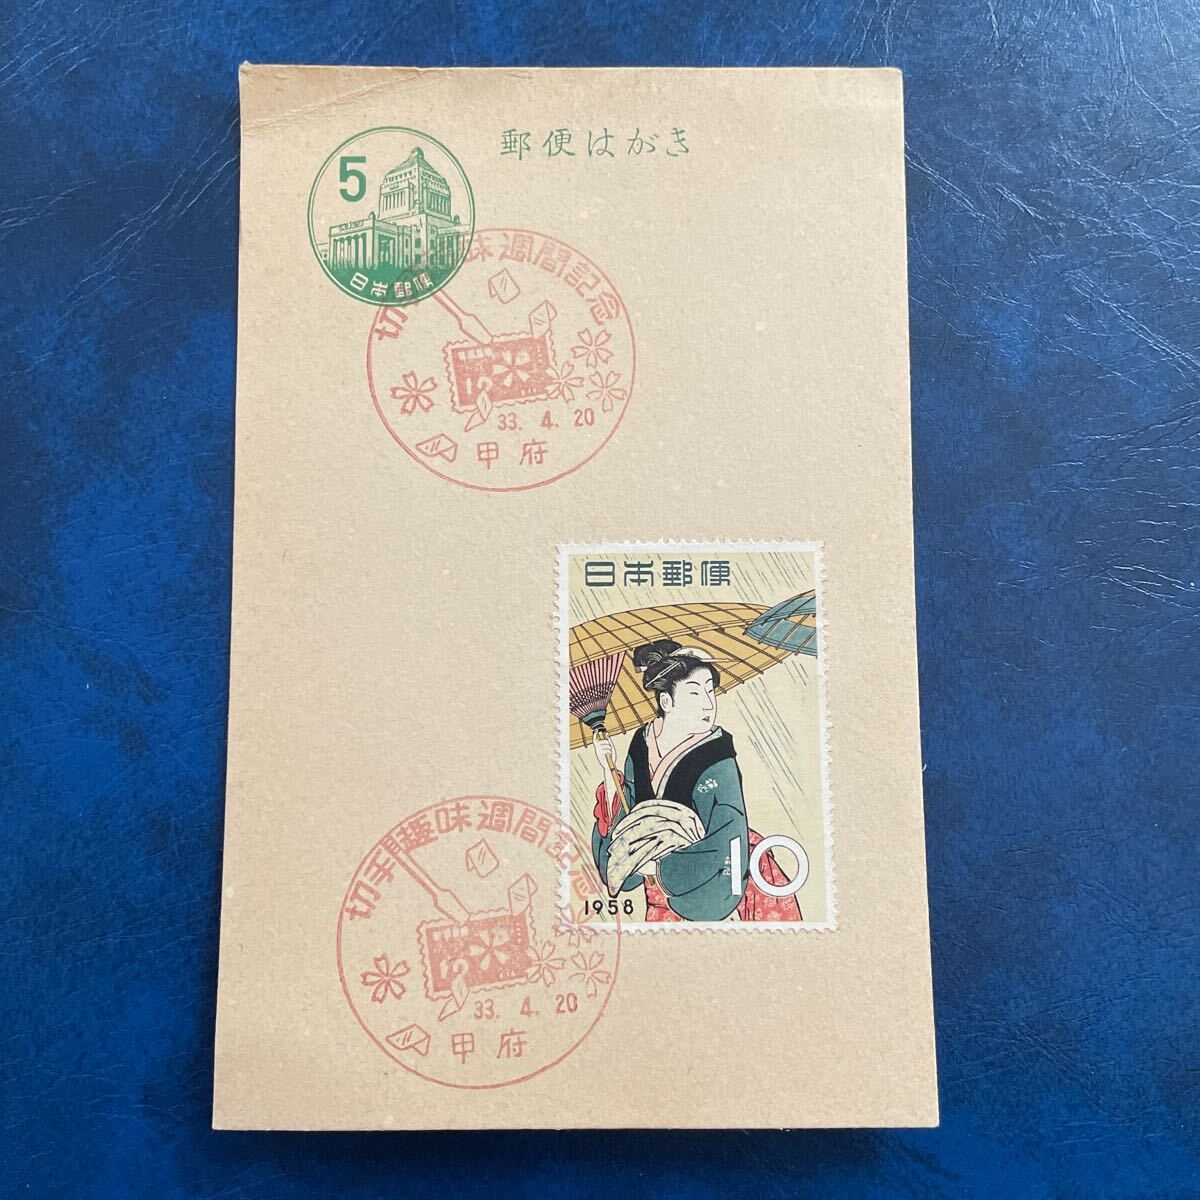 郵便はがき
5
日本郵便
切手趣味週間記念
33. 4. 20
甲府
日本郵便
10
1958
切手趣味週間記念
33. 4. 20
甲府